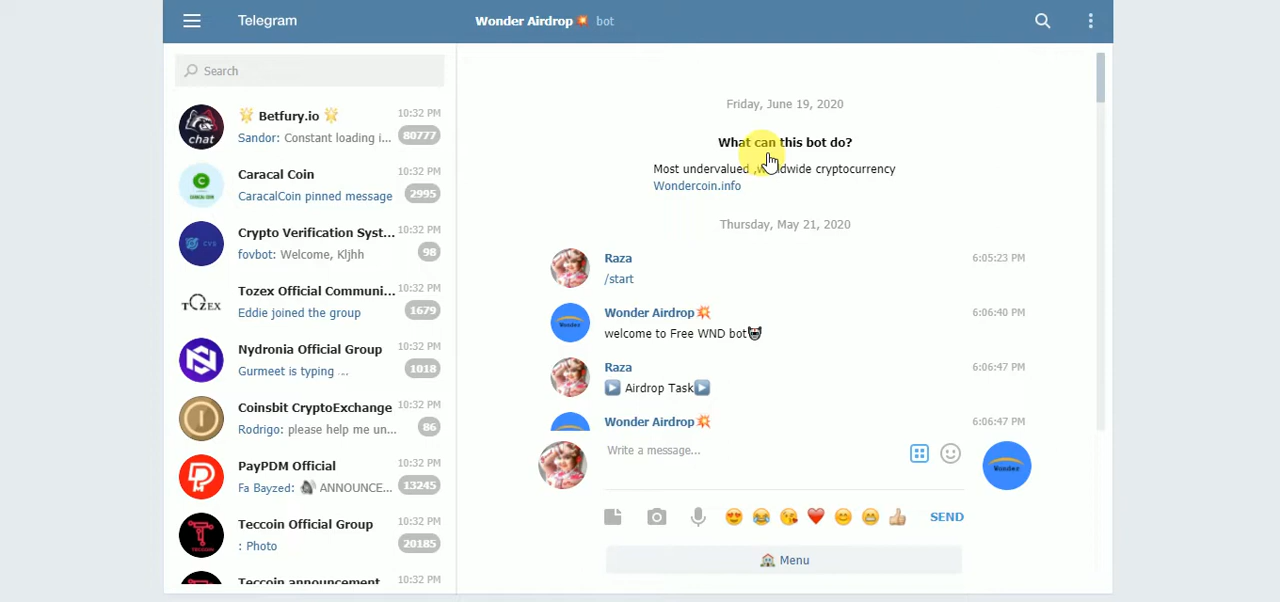 Telegram
Wonder Airdrop💥 bot
Search
🌟 Betfury.io 🌟 10:32 PM
Sandor: Constant loading i... 80777
chat
Caracal Coin 10:32 PM
CaracalCoin pinned message 2995
Crypto Verification Syst... 10:32 PM
fovbot: Welcome, Kljhh 98
CVS
Tozex Official Communi... 10:32 PM
Eddie joined the group 1679
TOZEX
Nydronia Official Group 10:32 PM
Gurmeet is typing ... 1018
Coinsbit CryptoExchange 10:32 PM
Rodrigo: please help me un... 86
PayPDM Official 10:32 PM
Fa Bayzed: ANNOUNCE... 13245
Teccoin Official Group 10:32 PM
: Photo 20185
TECCOIN
Teccoin announcement 10:32 PM
Friday, June 19, 2020
What can this bot do?
Most undervalued ,Worldwide cryptocurrency
Wondercoin.info
Thursday, May 21, 2020
Raza 6:05:23 PM
/start
Wonder Airdrop💥 6:06:40 PM
Wonder
welcome to Free WND bot
Raza 6:06:47 PM
▶️ Airdrop Task▶️
Wonder Airdrop💥 6:06:47 PM
Write a message...
Wonder
😍 😂 😘 ❤️ 😊 😁 👍 SEND
🏠 Menu